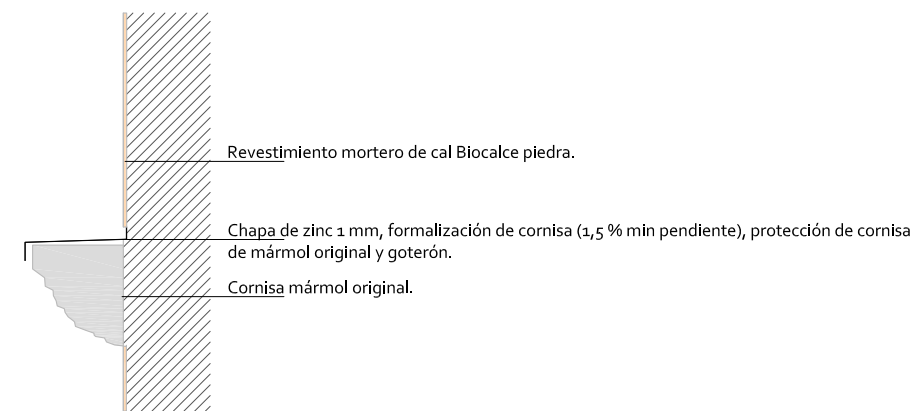 Revestimiento mortero de cal Biocalce piedra.
Chapa de zinc 1 mm, formalización de cornisa (1,5 % min pendiente), protección de cornisa
de mármol original y goterón.
Cornisa mármol original.